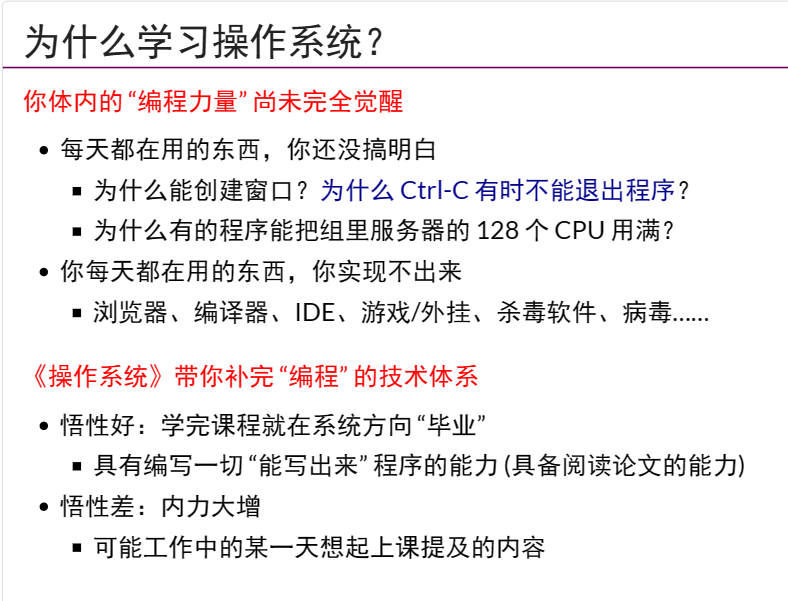 为什么学习操作系统？
你体内的 “编程力量” 尚未完全觉醒
每天都在用的东西，你还没搞明白
为什么能创建窗口？为什么 Ctrl-C 有时不能退出程序？
为什么有的程序能把组里服务器的 128 个 CPU 用满？
你每天都在用的东西，你实现不出来
浏览器、编译器、IDE、游戏/外挂、杀毒软件、病毒......
《操作系统》带你补完 “编程” 的技术体系
悟性好：学完课程就在系统方向 “毕业”
具有编写一切 “能写出来” 程序的能力 (具备阅读论文的能力)
悟性差：内力大增
可能工作中的某一天想起上课提及的内容